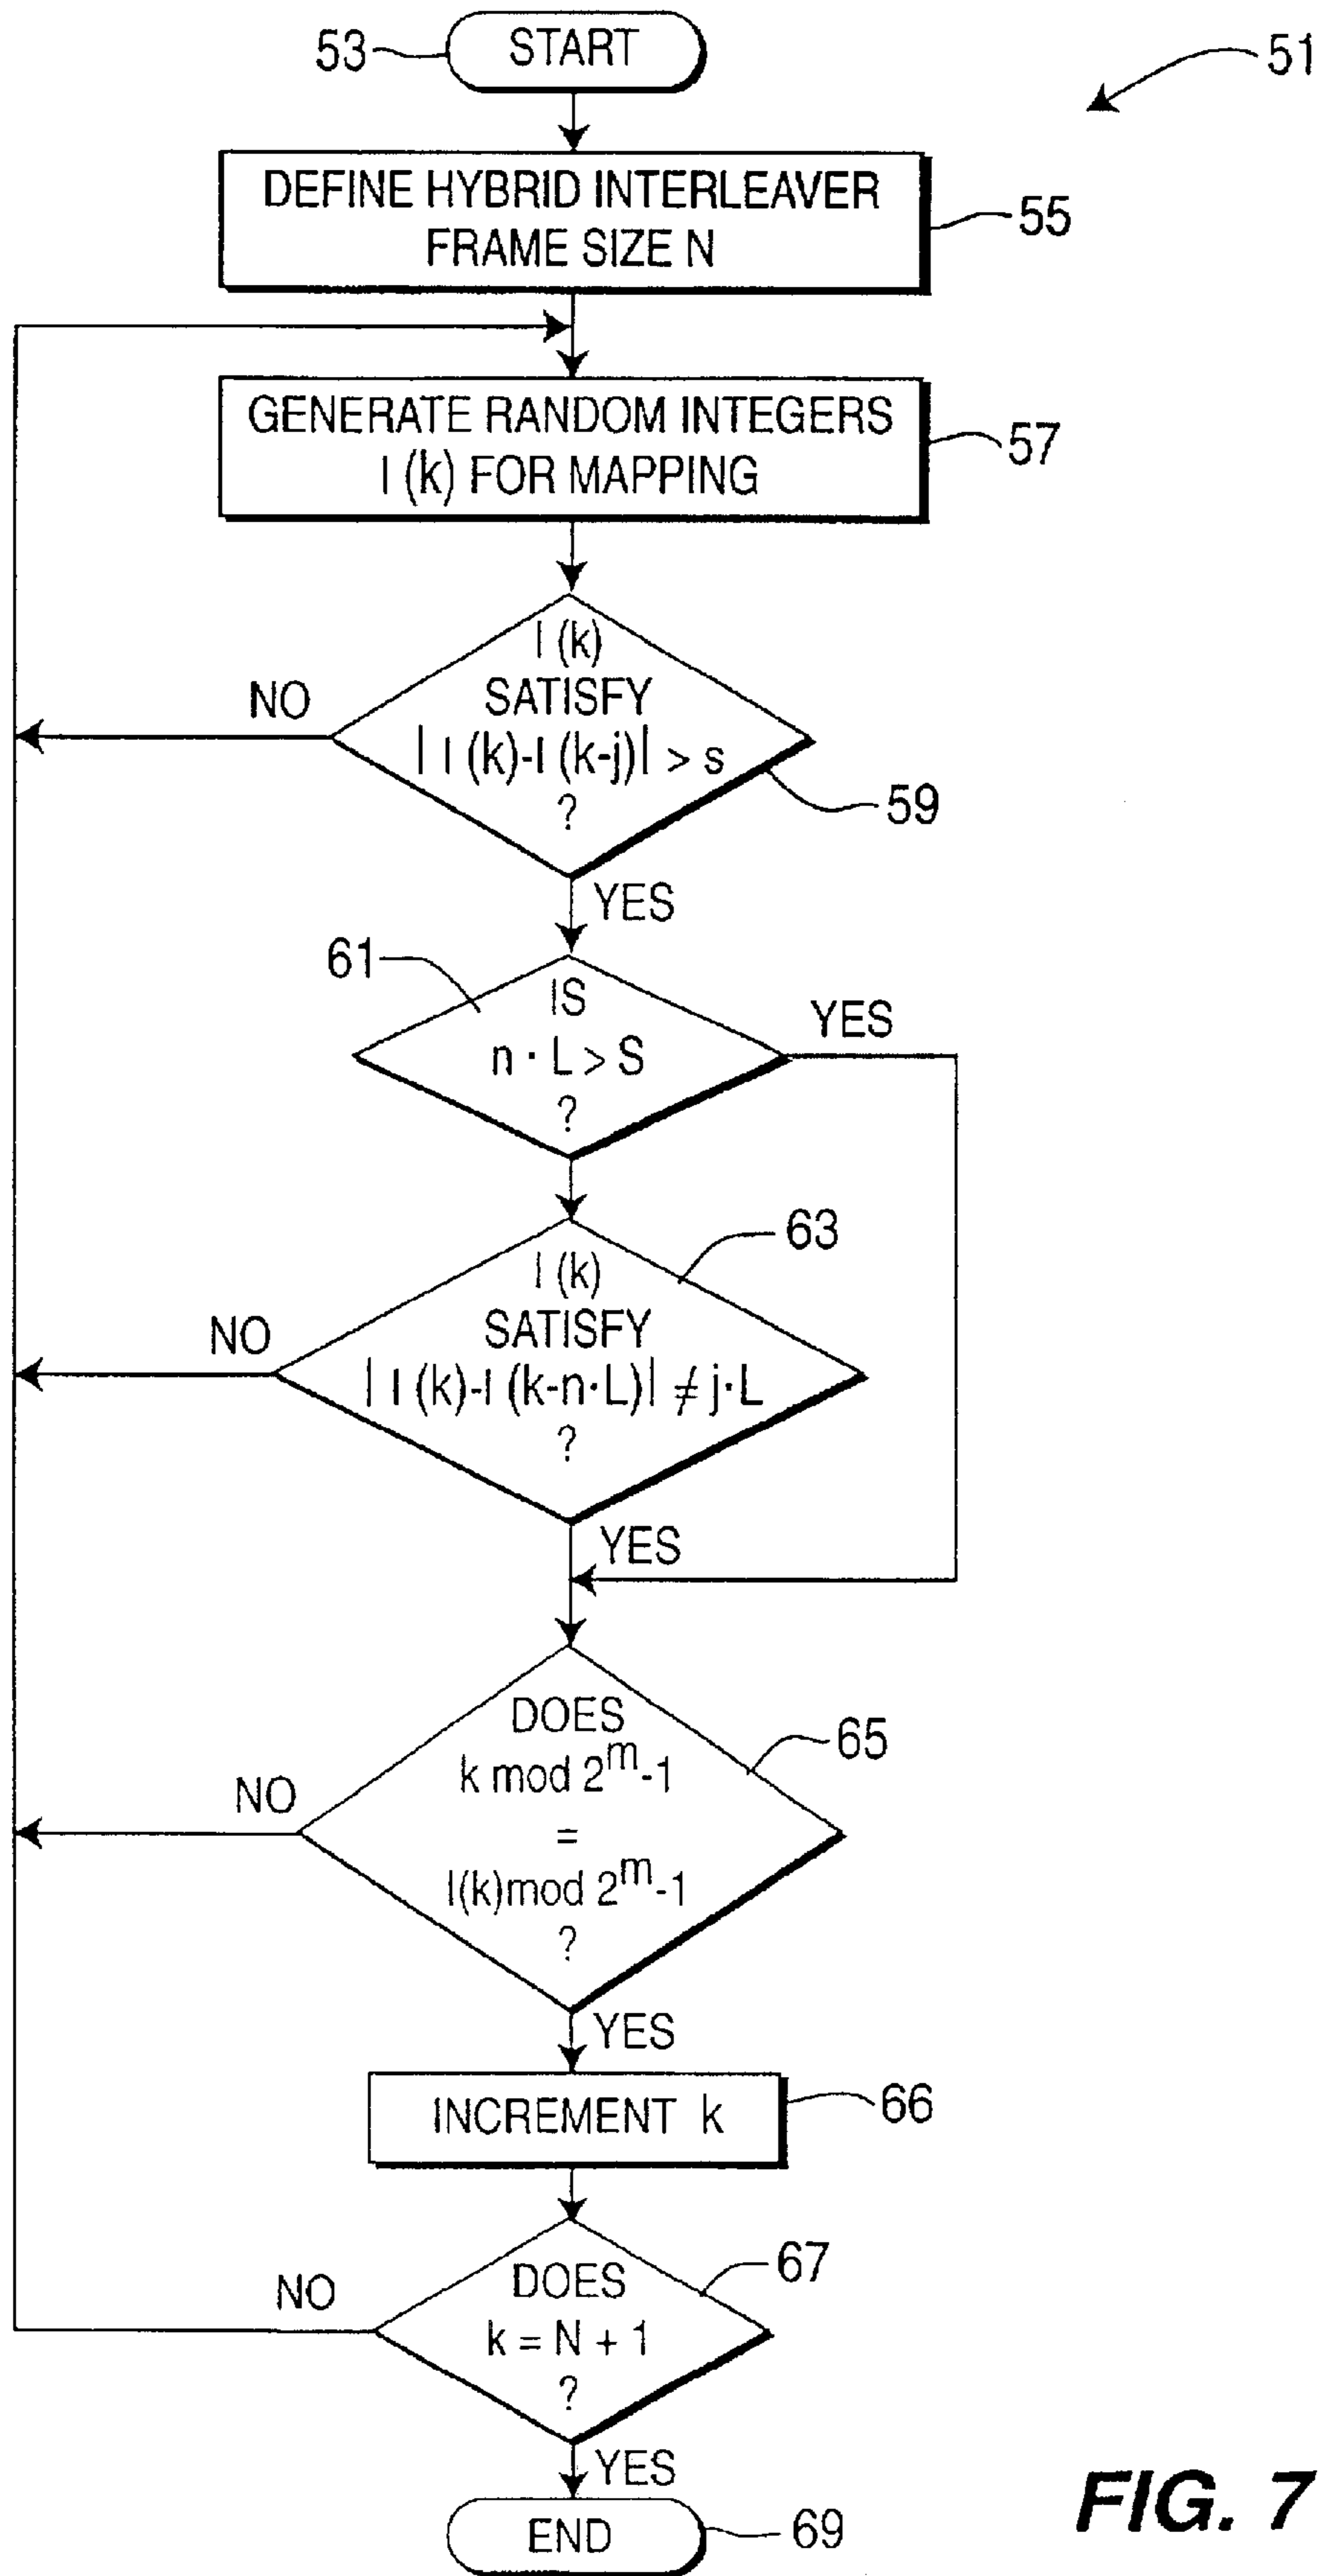 53
START
51
DEFINE HYBRID INTERLEAVER
FRAME SIZE N
55
GENERATE RANDOM INTEGERS
I (k) FOR MAPPING
57
I (k)
SATISFY
| I (k)-I (k-j)| > s
?
NO
59
YES
61
IS
n · L > S
?
YES
63
I (k)
SATISFY
| I (k)-I (k-n·L)| ≠ j·L
?
NO
YES
DOES
k mod 2^m-1
=
I(k)mod 2^m-1
?
65
NO
YES
INCREMENT k
66
DOES
k = N + 1
?
67
NO
YES
END
69
FIG. 7